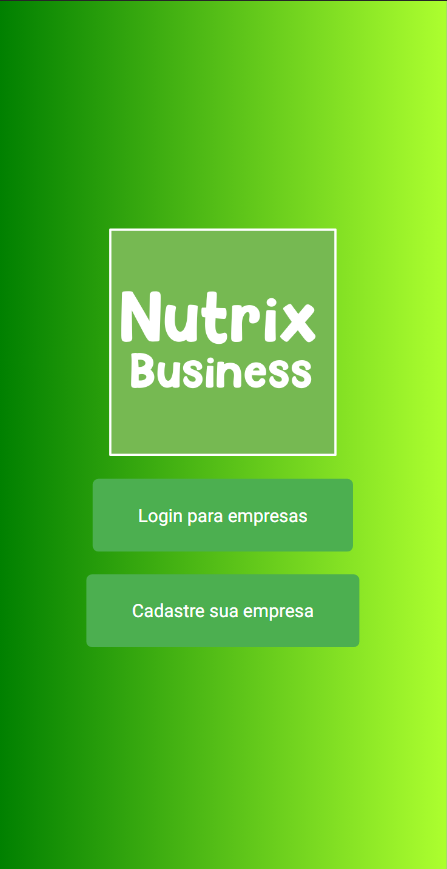 Nutrix
Business
Login para empresas
Cadastre sua empresa